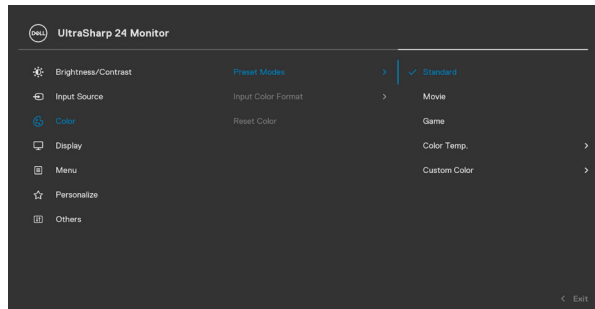 DELL UltraSharp 24 Monitor
Brightness/Contrast
Preset Modes
Standard
Input Source
Input Color Format
Movie
Color
Reset Color
Game
Display
Color Temp.
Menu
Custom Color
Personalize
Others
Exit